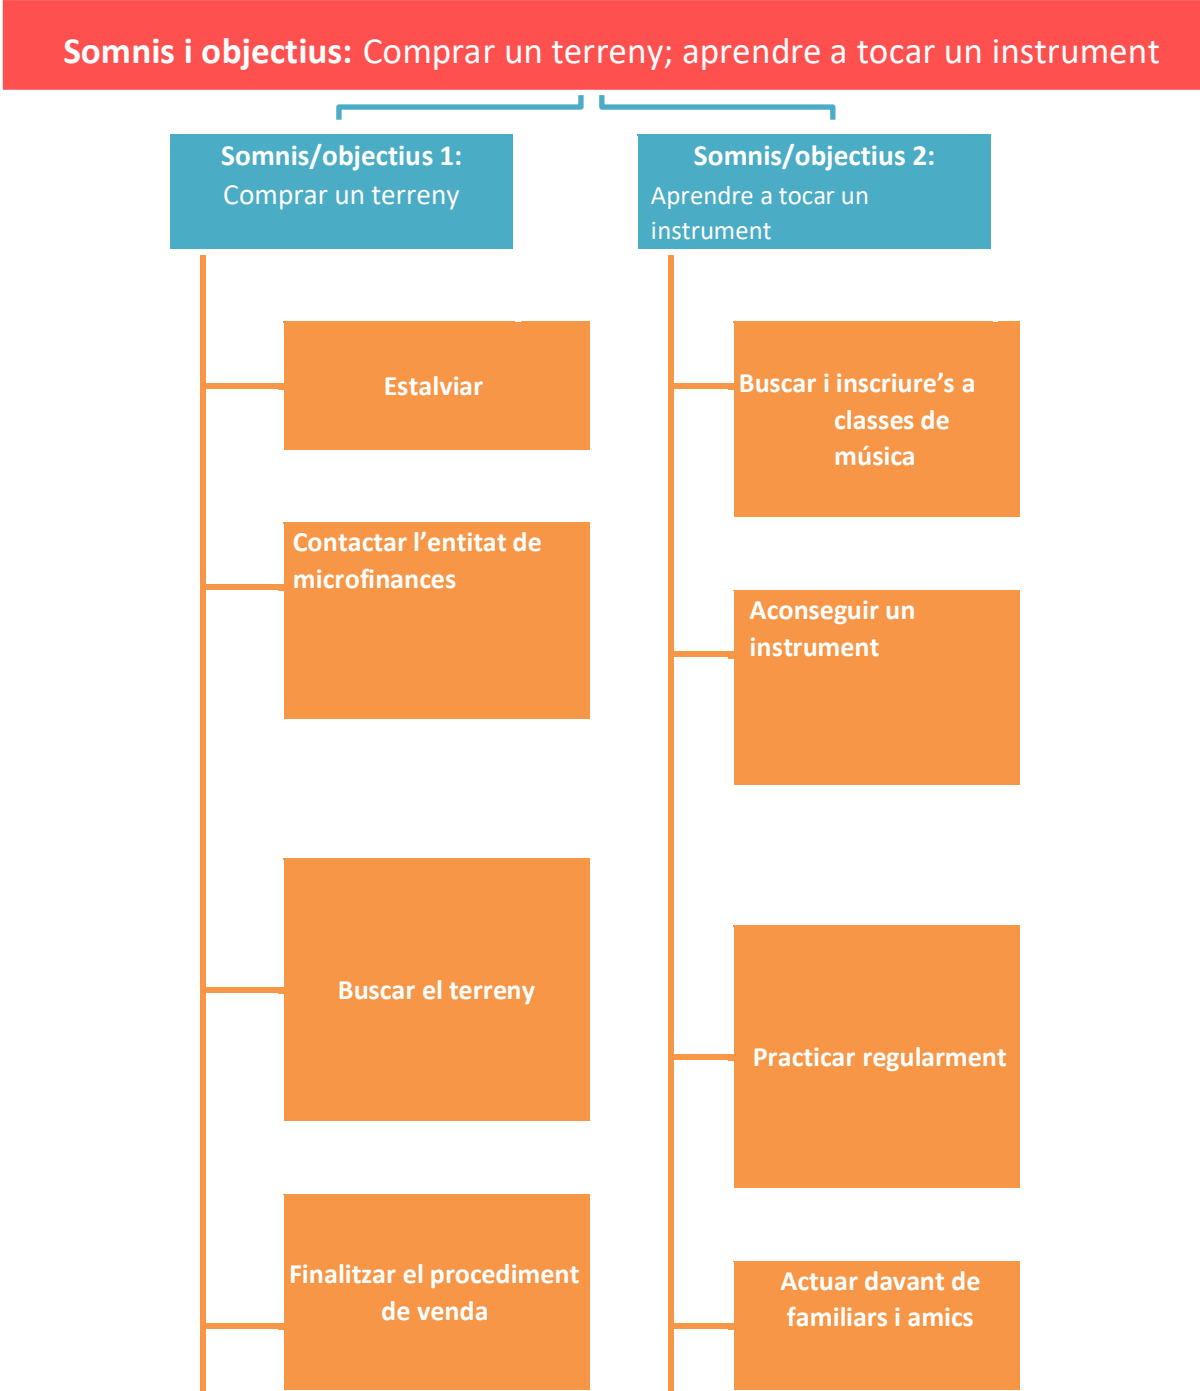 Somnis i objectius: Comprar un terreny; aprendre a tocar un instrument
Somnis/objectius 1:
Comprar un terreny
Estalviar
Contactar l’entitat de
microfinances
Buscar el terreny
Finalitzar el procediment
de venda
Somnis/objectius 2:
Aprendre a tocar un
instrument
Buscar i inscriure’s a
classes de
música
Aconseguir un
instrument
Practicar regularment
Actuar davant de
familiars i amics